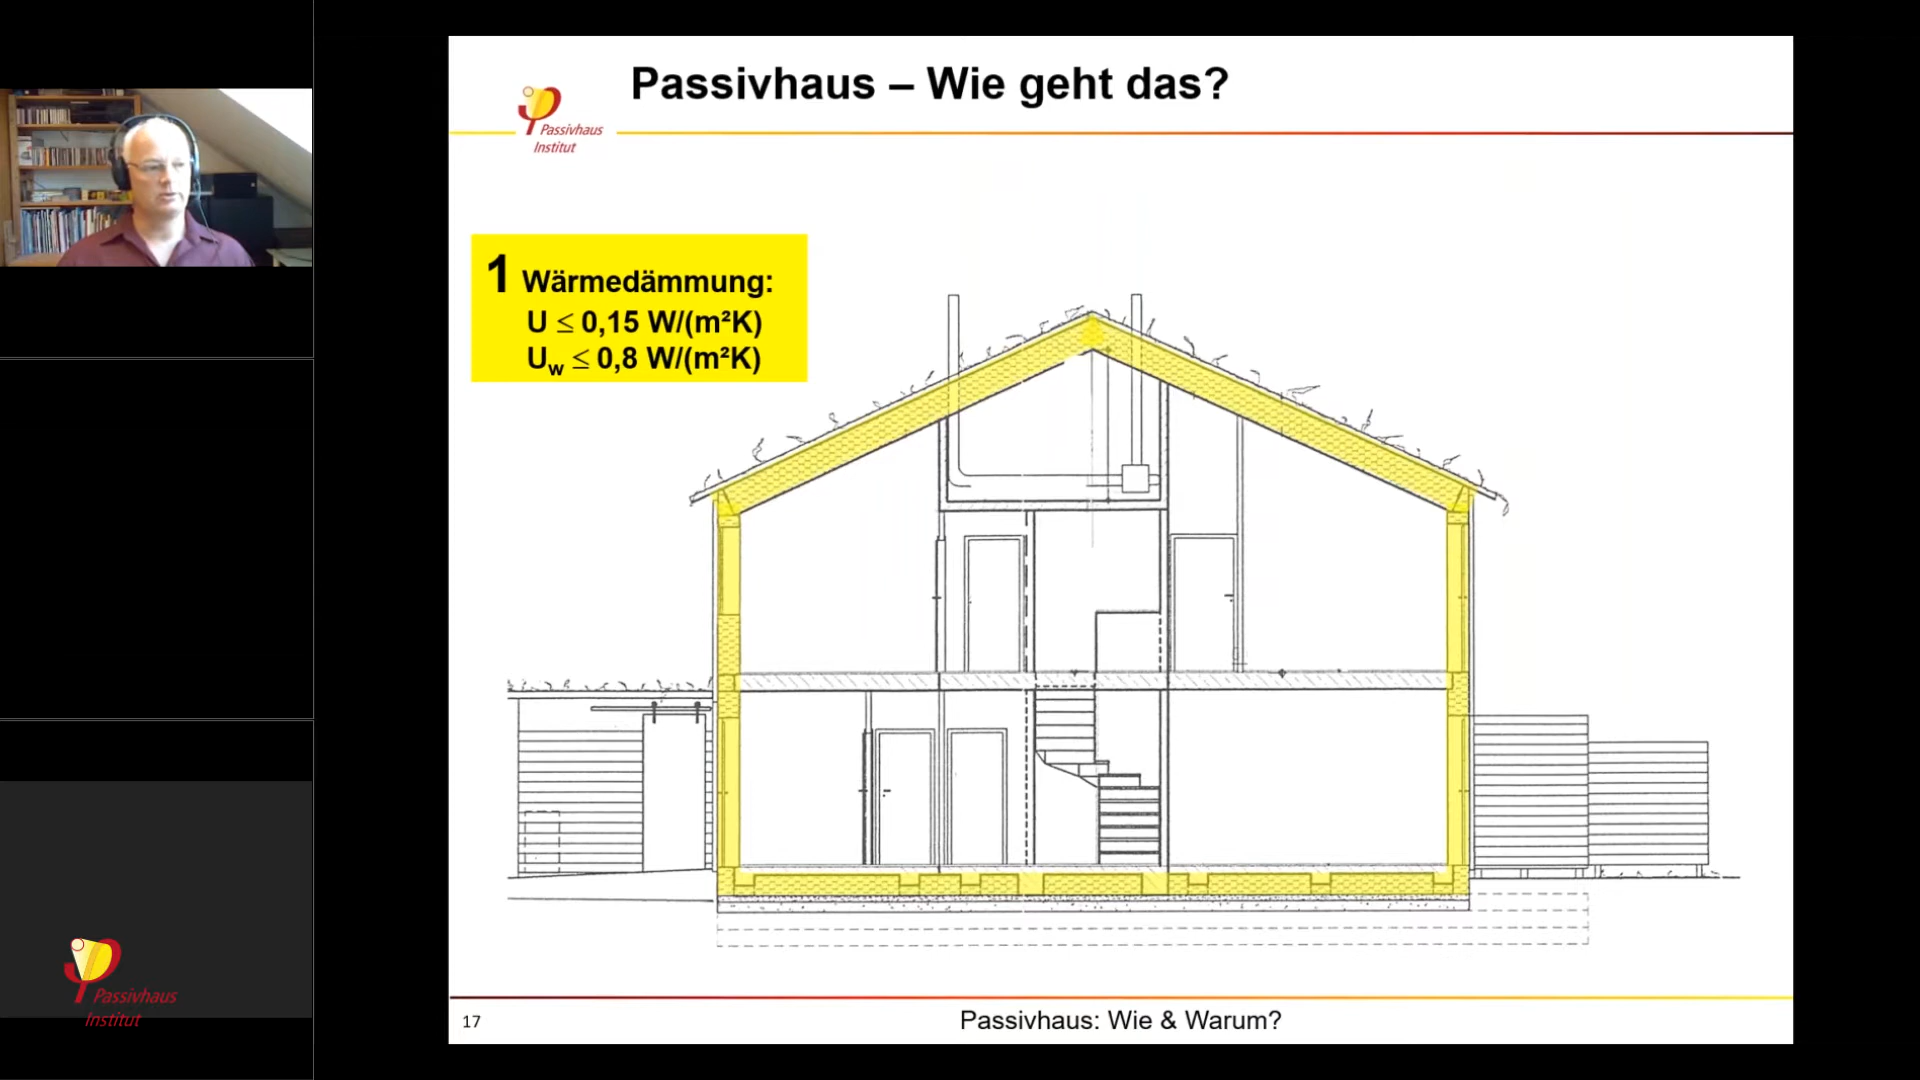 Passivhaus – Wie geht das?
Passivhaus
Institut
1 Wärmedämmung:
U ≤ 0,15 W/(m²K)
Uw ≤ 0,8 W/(m²K)
17
Passivhaus: Wie & Warum?
Passivhaus
Institut